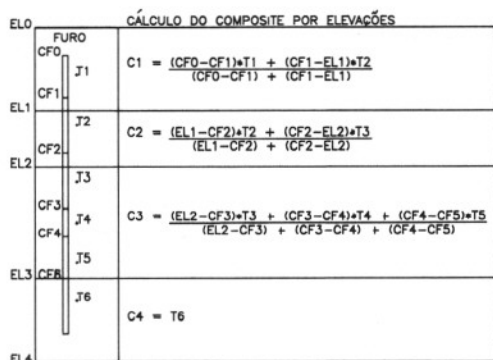 EL0 CÁLCULO DO COMPOSITE POR ELEVAÇÕES
FURO
CF0
T1
C1 = (CF0-CF1)*T1 + (CF1-EL1)*T2
(CF0-CF1) + (CF1-EL1)
CF1
EL1
T2
C2 = (EL1-CF2)*T2 + (CF2-EL2)*T3
(EL1-CF2) + (CF2-EL2)
CF2
EL2
T3
CF3
T4
C3 = (EL2-CF3)*T3 + (CF3-CF4)*T4 + (CF4-CF5)*T5
(EL2-CF3) + (CF3-CF4) + (CF4-CF5)
CF4
T5
EL3
T6
C4 = T6
EL4